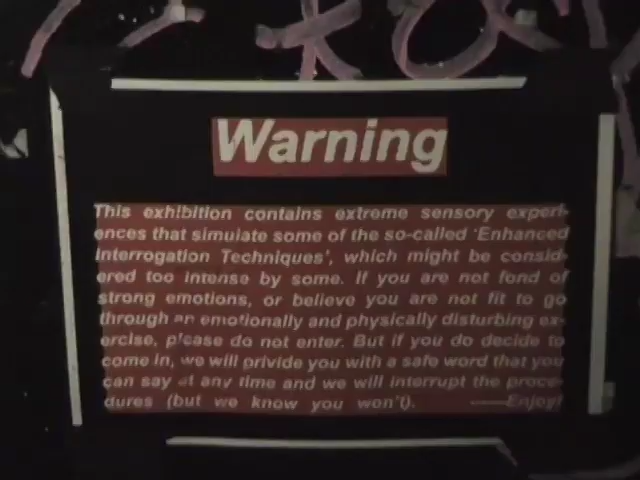 Warning
This exhibition contains extreme sensory experi-
ences that simulate some of the so-called 'Enhanced
Interrogation Techniques', which might be consid-
ered too intense by some. If you are not fond of
strong emotions, or believe you are not fit to go
through an emotionally and physically disturbing ex-
ercise, please do not enter. But if you do decide to
come in, we will privide you with a safe word that you
can say at any time and we will interrupt the proce-
dures (but we know you won't). ——Enjoy!